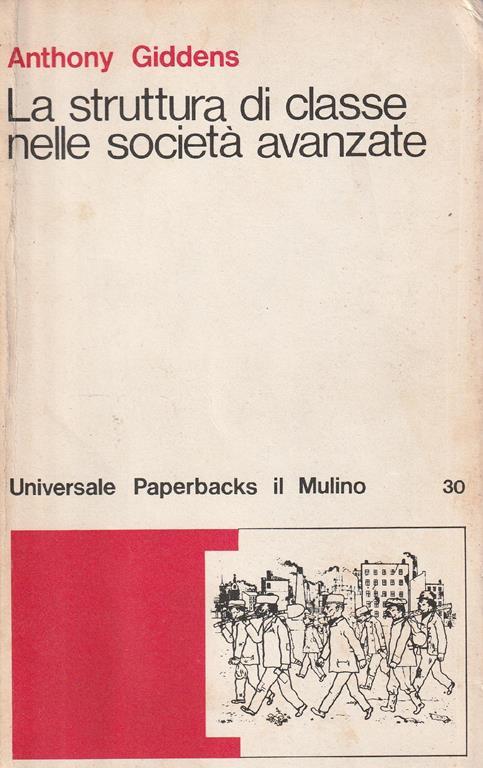 Anthony Giddens
La struttura di classe
nelle società avanzate
Universale Paperbacks il Mulino 30